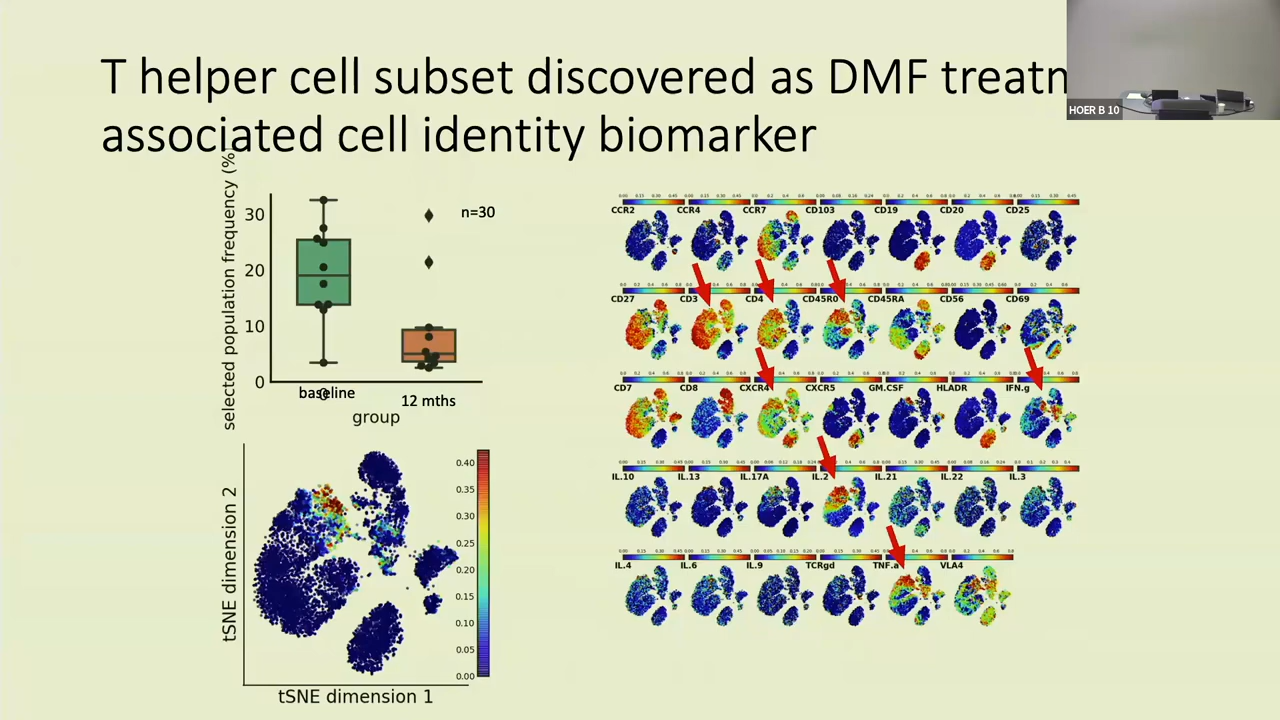 T helper cell subset discovered as DMF treatm
associated cell identity biomarker
HOER B 10
selected population frequency (%)
30
20
10
0
n=30
baseline
12 mths
group
tSNE dimension 2
tSNE dimension 1
0.40
0.35
0.30
0.25
0.20
0.15
0.10
0.05
0.00
CCR2 CCR4 CCR7 CD103 CD19 CD20 CD25
CD27 CD3 CD4 CD45R0 CD45RA CD56 CD69
CD7 CD8 CXCR4 CXCR5 GM.CSF HLADR IFN.g
IL.10 IL.13 IL.17A IL.2 IL.21 IL.22 IL.3
IL.4 IL.6 IL.9 TCRgd TNF.a VLA4